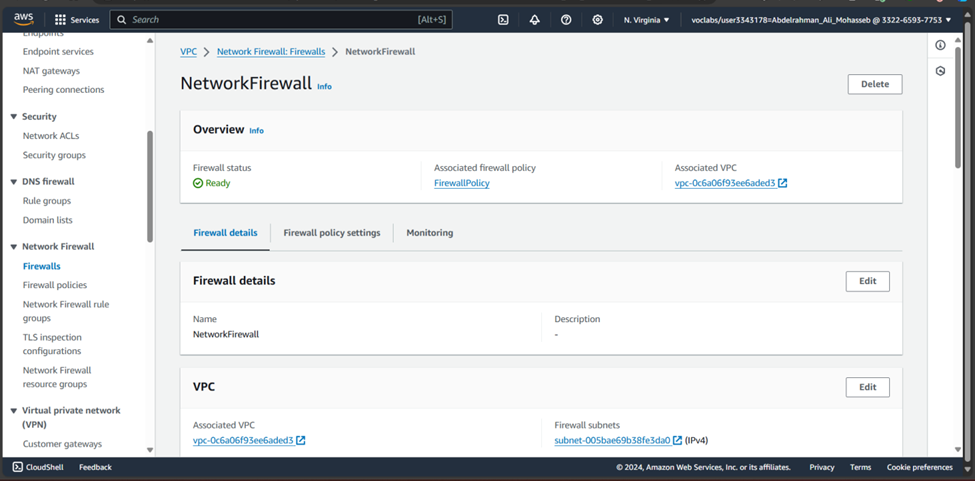 aws
Services
Search
[Alt+S]
N. Virginia
voclabs/user3343178=Abdelrahman_Ali_Mohasseb @ 3322-6593-7753
Endpoints
Endpoint services
NAT gateways
Peering connections
Security
Network ACLs
Security groups
DNS firewall
Rule groups
Domain lists
Network Firewall
Firewalls
Firewall policies
Network Firewall rule
groups
TLS inspection
configurations
Network Firewall
resource groups
Virtual private network
(VPN)
Customer gateways
VPC > Network Firewall: Firewalls > NetworkFirewall
NetworkFirewall Info
Delete
Overview Info
Firewall status
Ready
Associated firewall policy
FirewallPolicy
Associated VPC
vpc-0c6a06f93ee6aded3
Firewall details
Firewall policy settings
Monitoring
Firewall details
Edit
Name
NetworkFirewall
Description
-
VPC
Edit
Associated VPC
vpc-0c6a06f93ee6aded3
Firewall subnets
subnet-005bae69b38fe3da0 (IPv4)
CloudShell
Feedback
© 2024, Amazon Web Services, Inc. or its affiliates.
Privacy
Terms
Cookie preferences